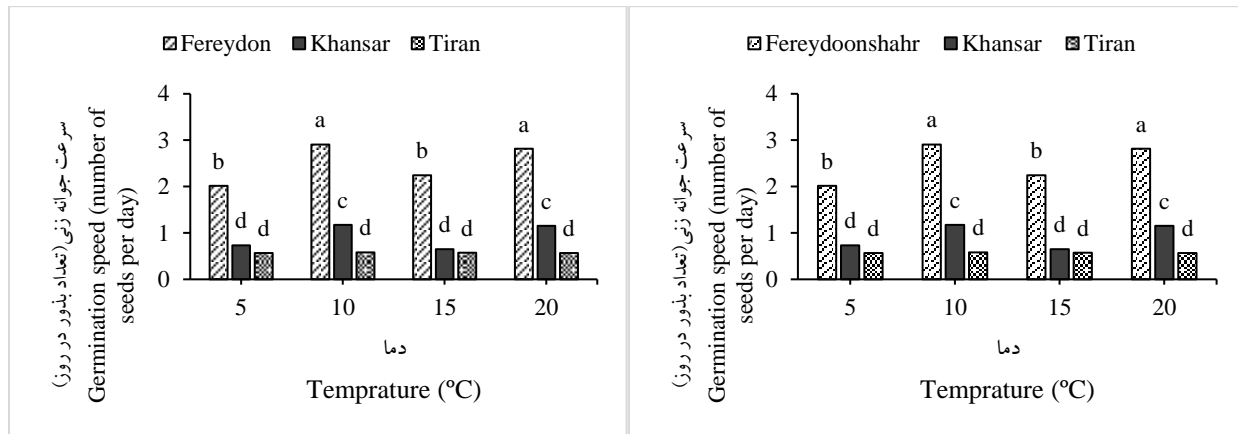 Fereydon Khansar Tiran
4
3
2
1
0
سرعت جوانه زنی(تعداد بذور در روز)
Germination speed (number of
seeds per day)
b d d a c d b d d a c d
5 10 15 20
دما
Temprature (ºC)
Fereydoonshahr Khansar Tiran
4
3
2
1
0
سرعت جوانه زنی(تعداد بذور در روز)
Germination speed (number of
seeds per day)
b d d a c d b d d a c d
5 10 15 20
دما
Temprature (ºC)